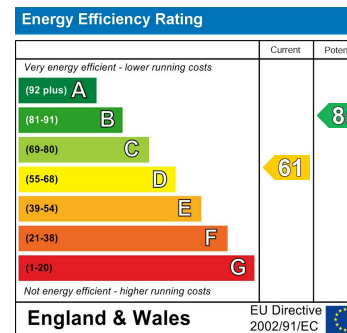 Energy Efficiency Rating
Current
Very energy efficient - lower running costs
(92 plus) A
(81-91) B
(69-80) C
(55-68) D
(39-54) E
(21-38) F
(1-20) G
61
Not energy efficient - higher running costs
England & Wales
EU Directive
2002/91/EC